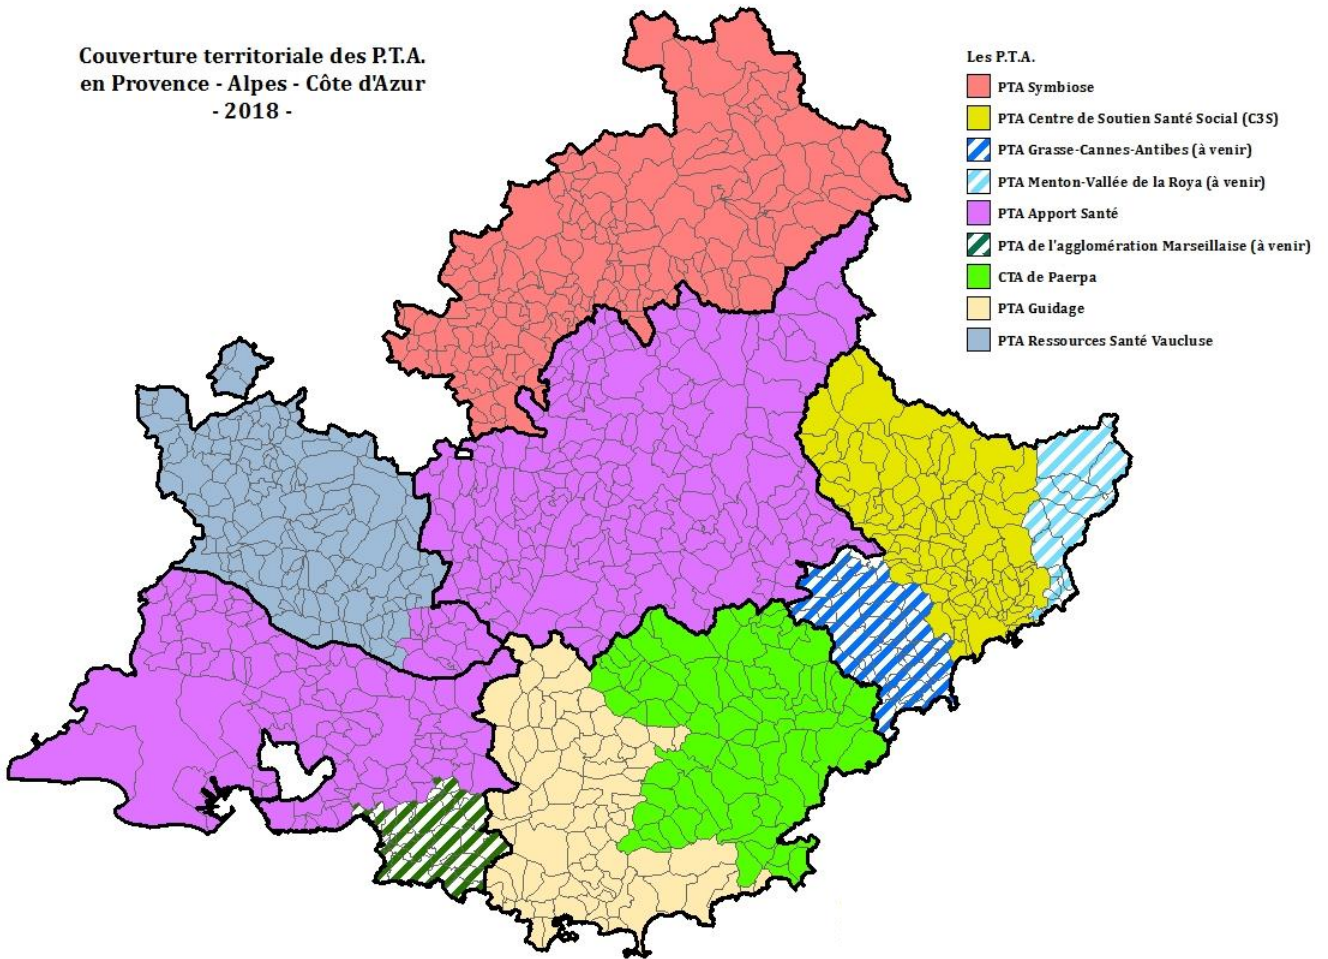 Couverture territoriale des P.T.A.
en Provence - Alpes - Côte d'Azur
- 2018 -
Les P.T.A.
PTA Symbiose
PTA Centre de Soutien Santé Social (C3S)
PTA Grasse-Cannes-Antibes (à venir)
PTA Menton-Vallée de la Roya (à venir)
PTA Apport Santé
PTA de l'agglomération Marseillaise (à venir)
CTA de Paerpa
PTA Guidage
PTA Ressources Santé Vaucluse